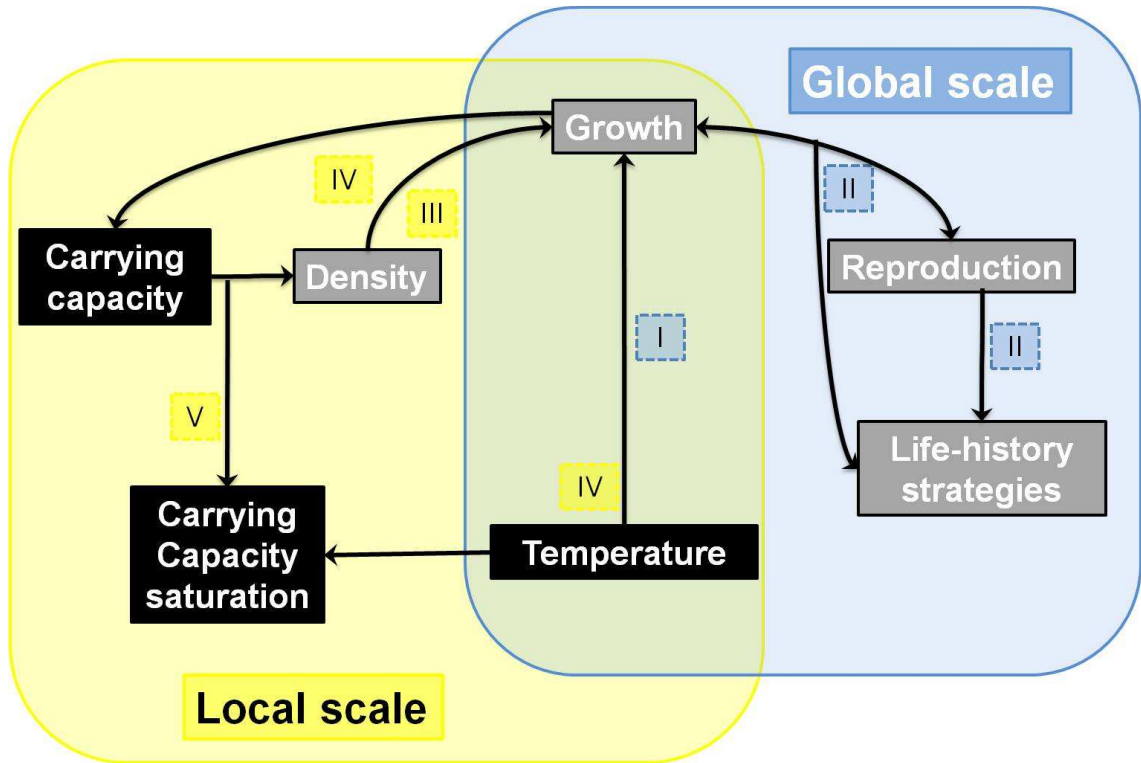 Global scale
Growth
IV
II
III
Carrying
capacity
Density
Reproduction
I
II
V
Life-history
strategies
IV
Carrying
Capacity
saturation
Temperature
Local scale